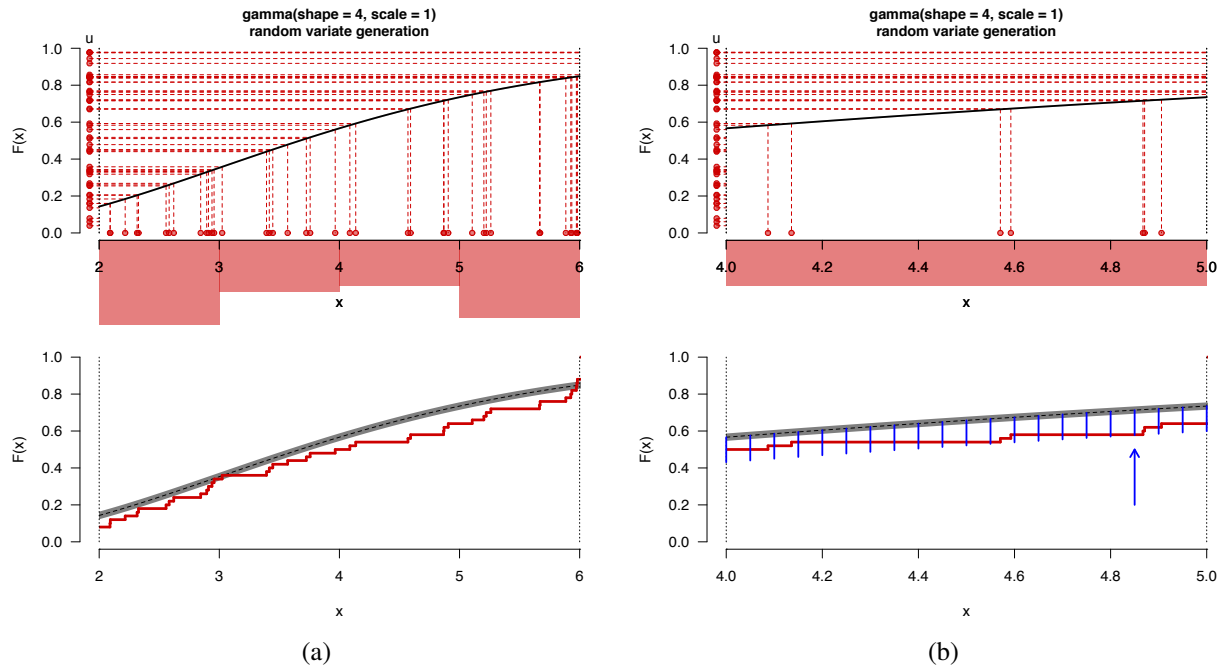 gamma(shape = 4, scale = 1)
random variate generation
u
1.0
0.8
0.6
0.4
0.2
0.0
F(x)
2 3 4 5 6
x
1.0
0.8
0.6
0.4
0.2
0.0
F(x)
2 3 4 5 6
x
(a)
gamma(shape = 4, scale = 1)
random variate generation
u
1.0
0.8
0.6
0.4
0.2
0.0
F(x)
4.0 4.2 4.4 4.6 4.8 5.0
x
1.0
0.8
0.6
0.4
0.2
0.0
F(x)
4.0 4.2 4.4 4.6 4.8 5.0
x
(b)